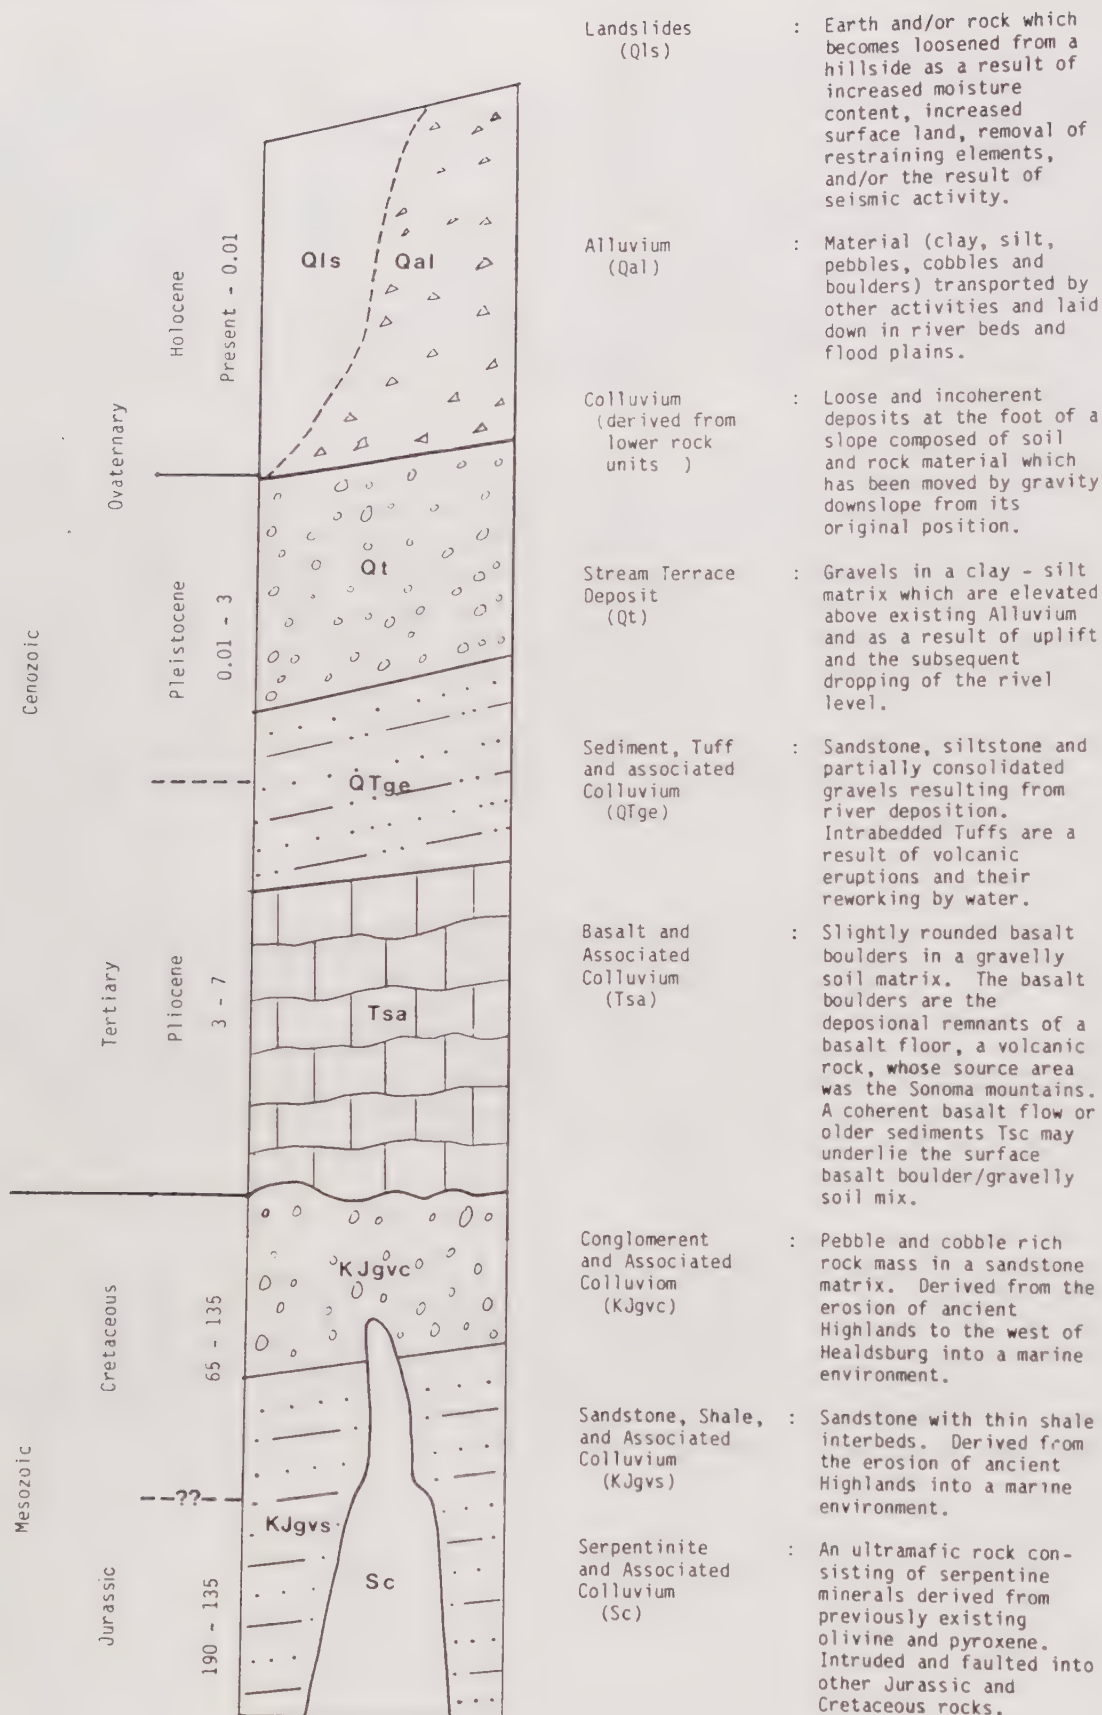 Landslides : Earth and/or rock which
(Qls) becomes loosened from a
hillside as a result of
increased moisture
content, increased
surface land, removal of
restraining elements,
and/or the result of
seismic activity.
Alluvium : Material (clay, silt,
(Qal) pebbles, cobbles and
boulders) transported by
other activities and laid
down in river beds and
flood plains.
Colluvium : Loose and incoherent
(derived from deposits at the foot of a
lower rock slope composed of soil
units ) and rock material which
has been moved by gravity
downslope from its
original position.
Stream Terrace : Gravels in a clay - silt
Deposit matrix which are elevated
(Qt) above existing Alluvium
and as a result of uplift
and the subsequent
dropping of the rivel
level.
Sediment, Tuff : Sandstone, siltstone and
and associated partially consolidated
Colluvium gravels resulting from
(QTge) river deposition.
Intrabedded Tuffs are a
result of volcanic
eruptions and their
reworking by water.
Basalt and : Slightly rounded basalt
Associated boulders in a gravelly
Colluvium soil matrix. The basalt
(Tsa) boulders are the
deposional remnants of a
basalt floor, a volcanic
rock, whose source area
was the Sonoma mountains.
A coherent basalt flow or
older sediments Tsc may
underlie the surface
basalt boulder/gravelly
soil mix.
Conglomerent : Pebble and cobble rich
and Associated rock mass in a sandstone
Colluviom matrix. Derived from the
(KJgvc) erosion of ancient
Highlands to the west of
Healdsburg into a marine
environment.
Sandstone, Shale, : Sandstone with thin shale
and Associated interbeds. Derived from
Colluvium the erosion of ancient
(KJgvs) Highlands into a marine
environment.
Serpentinite : An ultramafic rock con-
and Associated sisting of serpentine
Colluvium minerals derived from
(Sc) previously existing
olivine and pyroxene.
Intruded and faulted into
other Jurassic and
Cretaceous rocks.
Cenozoic
Ovaternary
Holocene
Present - 0.01
Pleistocene
0.01 - 3
Tertiary
Pliocene
3 - 7
Mesozoic
Cretaceous
65 - 135
--??--
Jurassic
190 - 135
Qls
Qal
Qt
QTge
Tsa
KJgvc
KJgvs
Sc